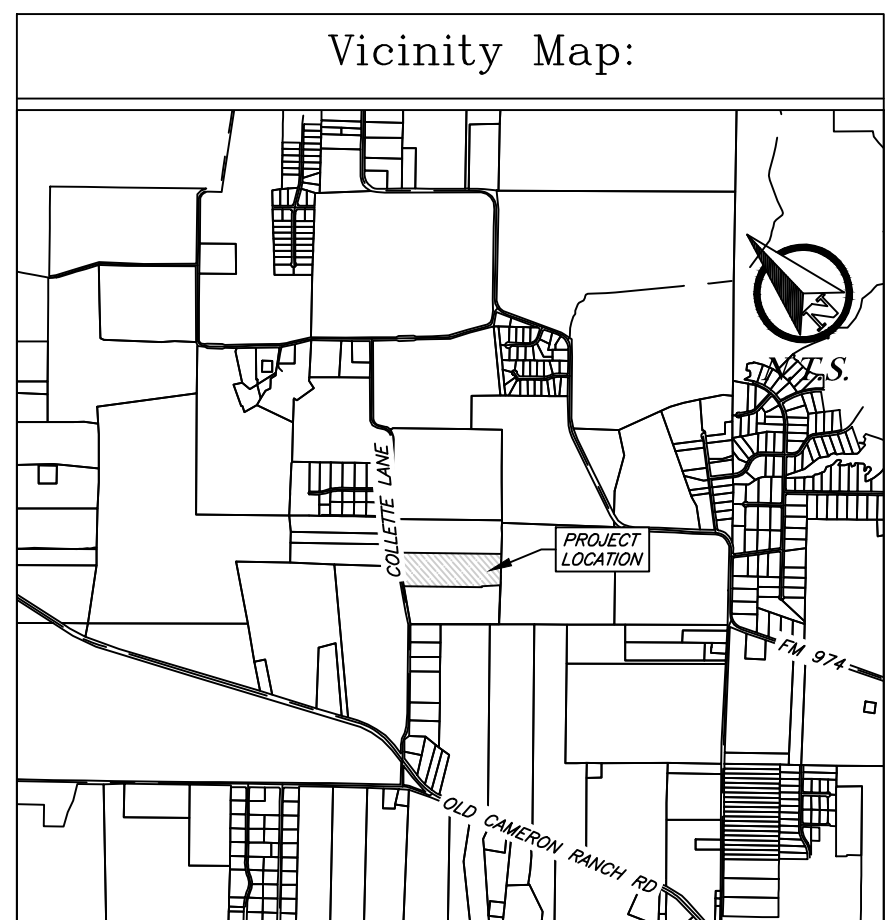 Vicinity Map:
N
N.T.S.
COLLETTE LANE
PROJECT
LOCATION
FM 974
OLD CAMERON RANCH RD